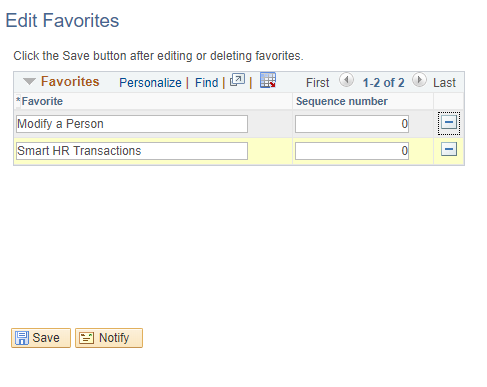 Edit Favorites
Click the Save button after editing or deleting favorites.
Favorites Personalize | Find | | First 1-2 of 2 Last
*Favorite Sequence number
Modify a Person 0
Smart HR Transactions 0
Save Notify